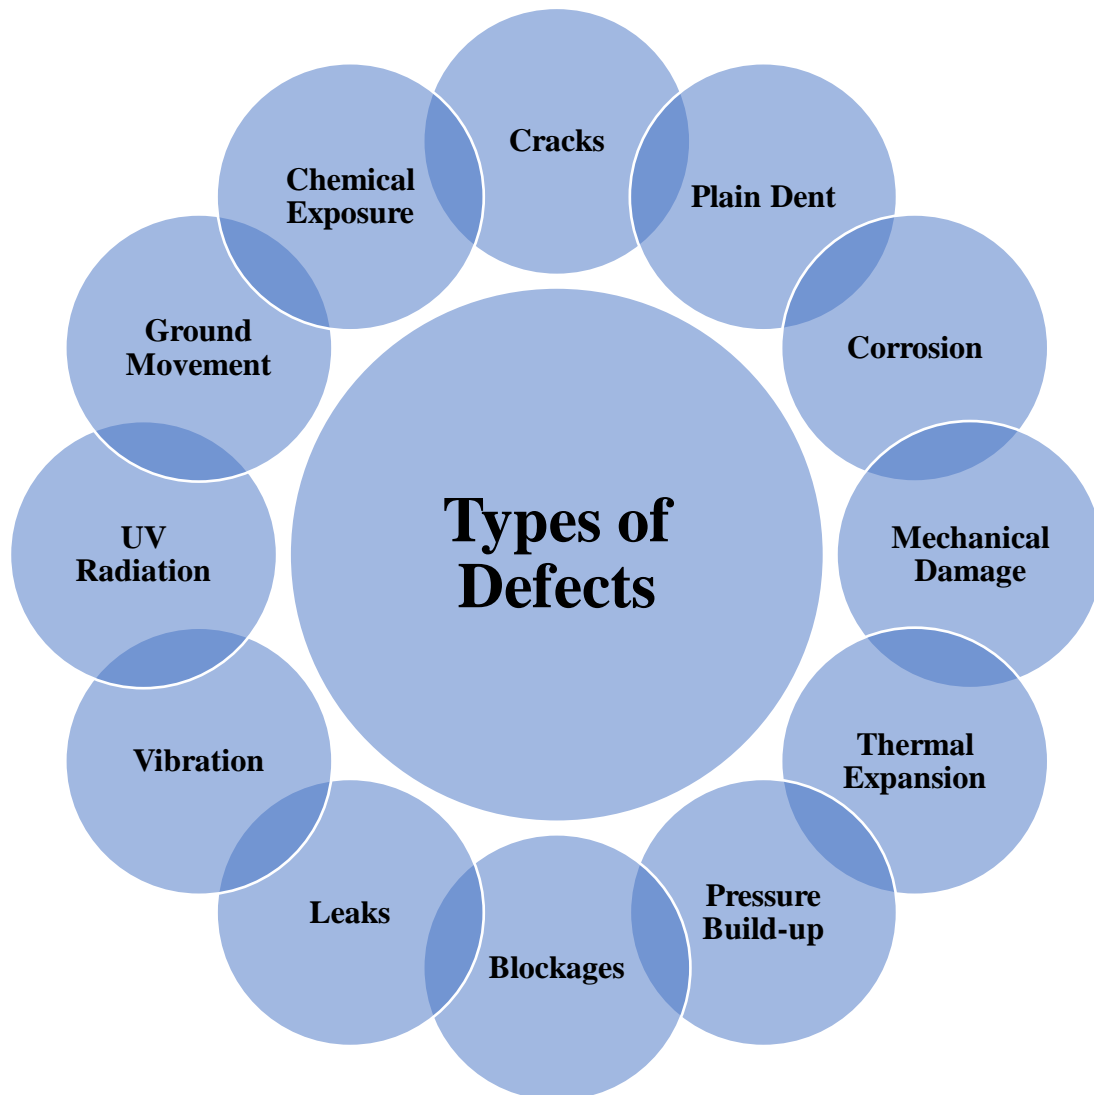 Cracks
Plain Dent
Corrosion
Mechanical
Damage
Thermal
Expansion
Pressure
Build-up
Blockages
Leaks
Vibration
UV
Radiation
Ground
Movement
Chemical
Exposure
Types of
Defects